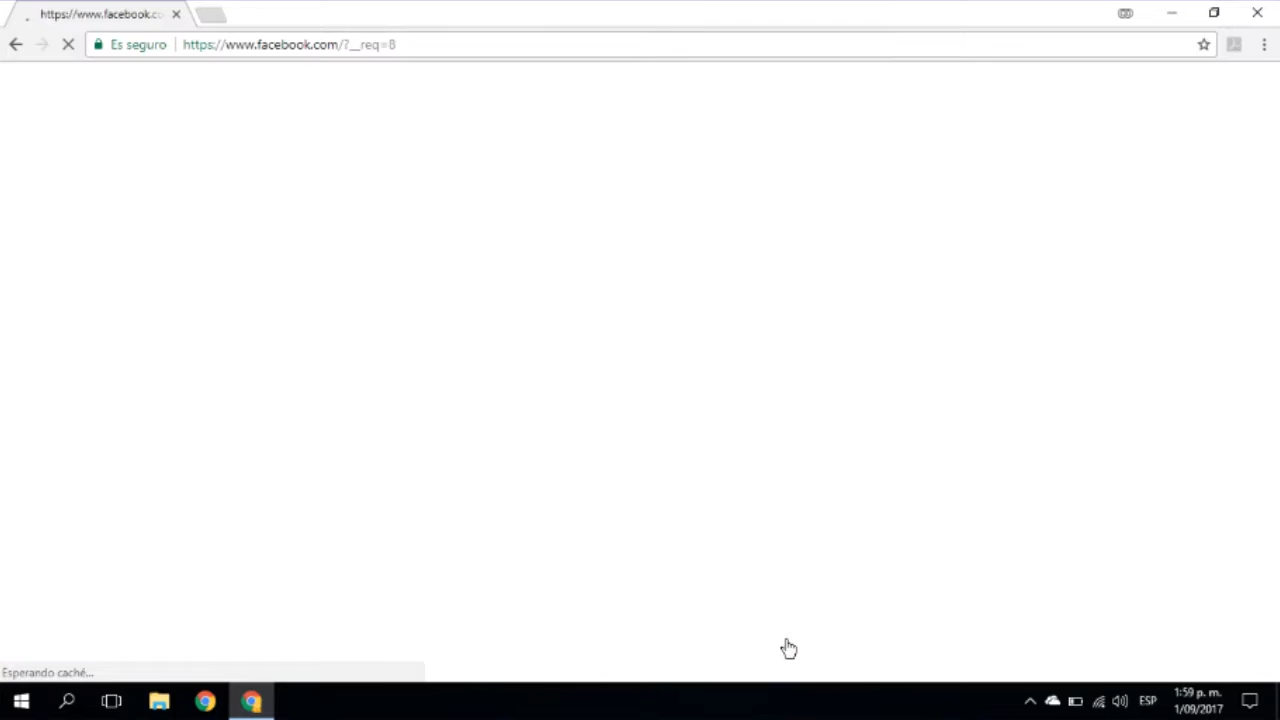 https://www.facebook.co
Es seguro
https://www.facebook.com/?__req=8
Esperando caché...
ESP
1:59 p. m.
1/09/2017